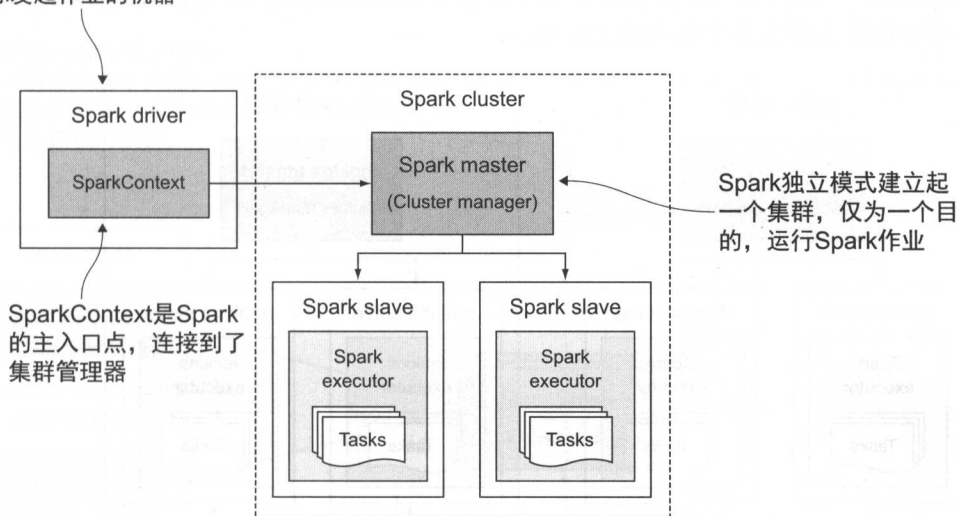 Spark cluster
Spark driver
SparkContext
Spark master
(Cluster manager)
Spark独立模式建立起
一个集群，仅为一个目
的，运行Spark作业
SparkContext是Spark
的主入口点，连接到了
集群管理器
Spark slave
Spark
executor
Tasks
Spark slave
Spark
executor
Tasks